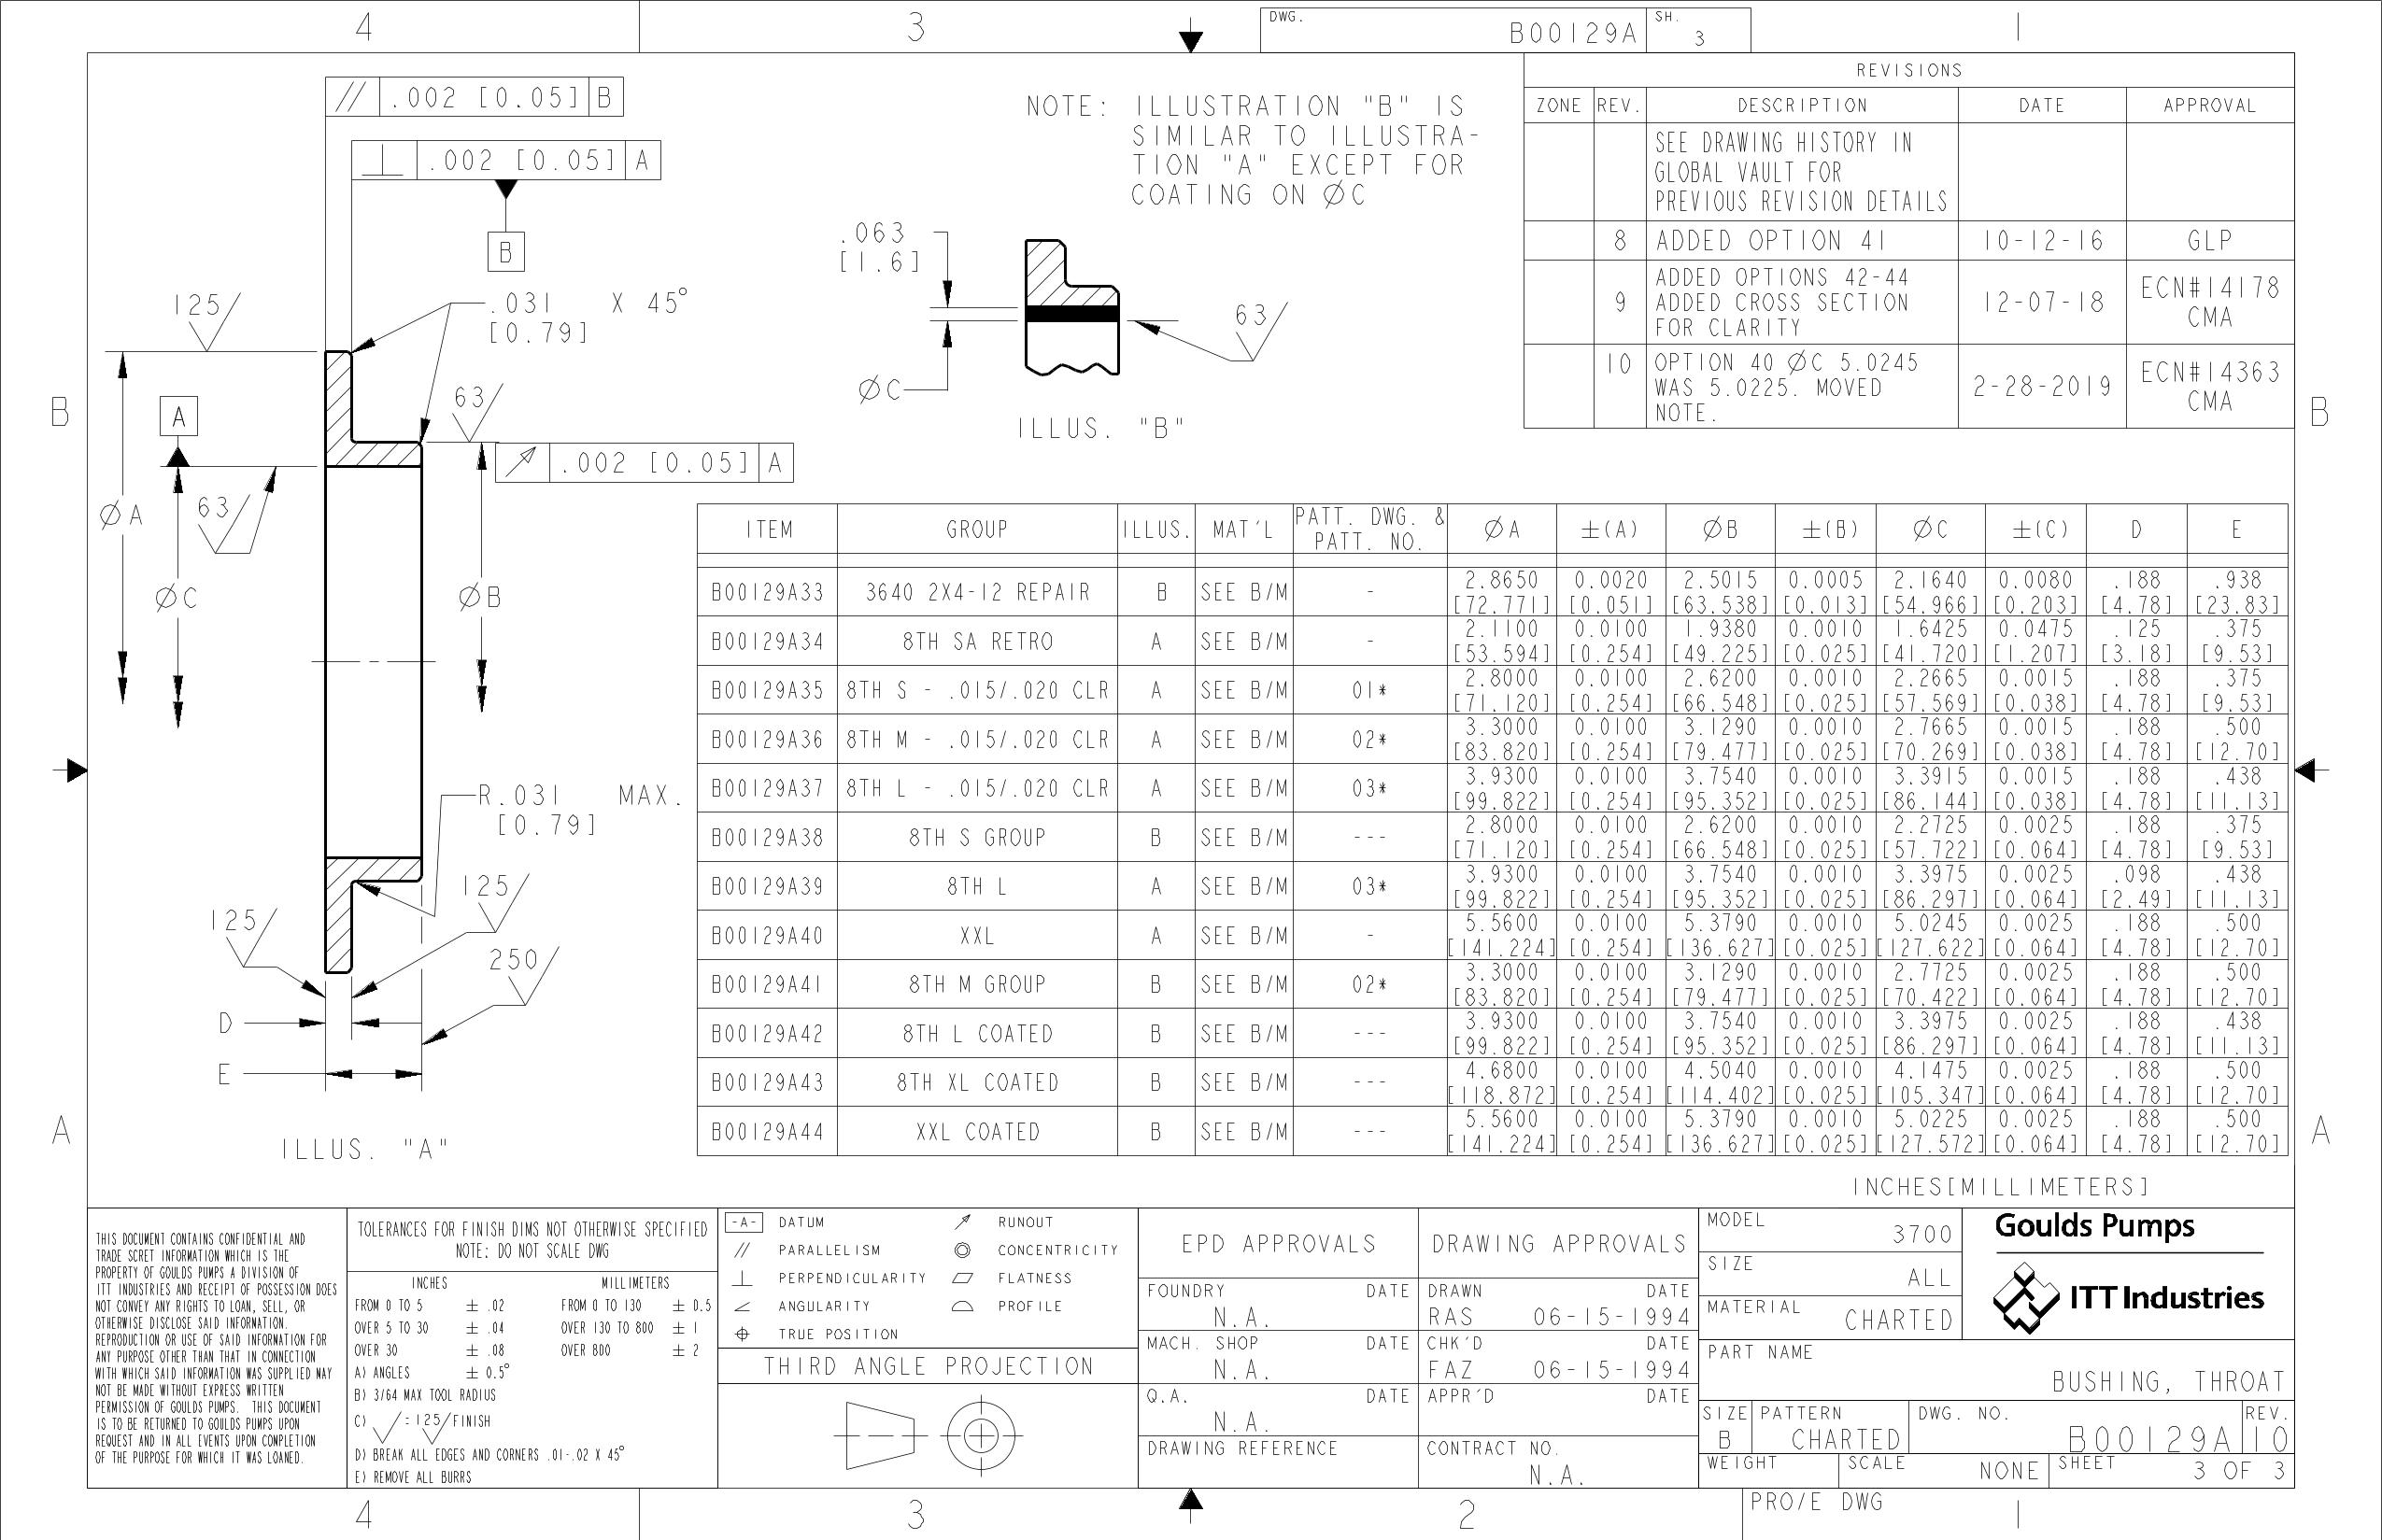 4
3
DWG.
B00129A
SH.
3
1
// .002 [0.05] B
⊥ .002 [0.05] A
B
125
.031 X 45°
[0.79]
63
A
↗ .002 [0.05] A
63
ØA
ØC
ØB
R.031 MAX.
[0.79]
125
125
250
D
E
ILLUS. "A"
NOTE: ILLUSTRATION "B" IS
SIMILAR TO ILLUSTRA-
TION "A" EXCEPT FOR
COATING ON ØC
.063
[1.6]
63
ØC
ILLUS. "B"
REVISIONS
ZONE REV. DESCRIPTION DATE APPROVAL
SEE DRAWING HISTORY IN
GLOBAL VAULT FOR
PREVIOUS REVISION DETAILS
8 ADDED OPTION 41 10-12-16 GLP
ADDED OPTIONS 42-44
9 ADDED CROSS SECTION 12-07-18 ECN#14178
FOR CLARITY CMA
10 OPTION 40 ØC 5.0245
WAS 5.0225. MOVED 2-28-2019 ECN#14363
NOTE. CMA
B
B
A
A
ITEM GROUP ILLUS. MAT'L PATT. DWG. & PATT. NO. ØA ±(A) ØB ±(B) ØC ±(C) D E
B00129A33 3640 2X4-12 REPAIR B SEE B/M - 2.8650 0.0020 2.5015 0.0005 2.1640 0.0080 .188 .938
[72.771] [0.051] [63.538] [0.013] [54.966] [0.203] [4.78] [23.83]
B00129A34 8TH SA RETRO A SEE B/M - 2.1100 0.0100 1.9380 0.0010 1.6425 0.0475 .125 .375
[53.594] [0.254] [49.225] [0.025] [41.720] [1.207] [3.18] [9.53]
B00129A35 8TH S - .015/.020 CLR A SEE B/M 01* 2.8000 0.0100 2.6200 0.0010 2.2665 0.0015 .188 .375
[71.120] [0.254] [66.548] [0.025] [57.569] [0.038] [4.78] [9.53]
B00129A36 8TH M - .015/.020 CLR A SEE B/M 02* 3.3000 0.0100 3.1290 0.0010 2.7665 0.0015 .188 .500
[83.820] [0.254] [79.477] [0.025] [70.269] [0.038] [4.78] [12.70]
B00129A37 8TH L - .015/.020 CLR A SEE B/M 03* 3.9300 0.0100 3.7540 0.0010 3.3915 0.0015 .188 .438
[99.822] [0.254] [95.352] [0.025] [86.144] [0.038] [4.78] [11.13]
B00129A38 8TH S GROUP B SEE B/M --- 2.8000 0.0100 2.6200 0.0010 2.2725 0.0025 .188 .375
[71.120] [0.254] [66.548] [0.025] [57.722] [0.064] [4.78] [9.53]
B00129A39 8TH L A SEE B/M 03* 3.9300 0.0100 3.7540 0.0010 3.3975 0.0025 .098 .438
[99.822] [0.254] [95.352] [0.025] [86.297] [0.064] [2.49] [11.13]
B00129A40 XXL A SEE B/M - 5.5600 0.0100 5.3790 0.0010 5.0245 0.0025 .188 .500
[141.224] [0.254] [136.627] [0.025] [127.622] [0.064] [4.78] [12.70]
B00129A41 8TH M GROUP B SEE B/M 02* 3.3000 0.0100 3.1290 0.0010 2.7725 0.0025 .188 .500
[83.820] [0.254] [79.477] [0.025] [70.422] [0.064] [4.78] [12.70]
B00129A42 8TH L COATED B SEE B/M --- 3.9300 0.0100 3.7540 0.0010 3.3975 0.0025 .188 .438
[99.822] [0.254] [95.352] [0.025] [86.297] [0.064] [4.78] [11.13]
B00129A43 8TH XL COATED B SEE B/M --- 4.6800 0.0100 4.5040 0.0010 4.1475 0.0025 .188 .500
[118.872] [0.254] [114.402] [0.025] [105.347] [0.064] [4.78] [12.70]
B00129A44 XXL COATED B SEE B/M --- 5.5600 0.0100 5.3790 0.0010 5.0225 0.0025 .188 .500
[141.224] [0.254] [136.627] [0.025] [127.572] [0.064] [4.78] [12.70]
INCHES[MILLIMETERS]
THIS DOCUMENT CONTAINS CONFIDENTIAL AND
TRADE SCRET INFORMATION WHICH IS THE
PROPERTY OF GOULDS PUMPS A DIVISION OF
ITT INDUSTRIES AND RECEIPT OF POSSESSION DOES
NOT CONVEY ANY RIGHTS TO LOAN, SELL, OR
OTHERWISE DISCLOSE SAID INFORMATION.
REPRODUCTION OR USE OF SAID INFORMATION FOR
ANY PURPOSE OTHER THAN THAT IN CONNECTION
WITH WHICH SAID INFORMATION WAS SUPPLIED MAY
NOT BE MADE WITHOUT EXPRESS WRITTEN
PERMISSION OF GOULDS PUMPS. THIS DOCUMENT
IS TO BE RETURNED TO GOULDS PUMPS UPON
REQUEST AND IN ALL EVENTS UPON COMPLETION
OF THE PURPOSE FOR WHICH IT WAS LOANED.
TOLERANCES FOR FINISH DIMS NOT OTHERWISE SPECIFIED
NOTE: DO NOT SCALE DWG
INCHES MILLIMETERS
FROM 0 TO 5 ± .02 FROM 0 TO 130 ± 0.5
OVER 5 TO 30 ± .04 OVER 130 TO 800 ± 1
OVER 30 ± .08 OVER 800 ± 2
A) ANGLES ± 0.5°
B) 3/64 MAX TOOL RADIUS
C) √ = 125/ FINISH
D) BREAK ALL EDGES AND CORNERS .01-.02 X 45°
E) REMOVE ALL BURRS
-A- DATUM ↗ RUNOUT
// PARALLELISM ◎ CONCENTRICITY
⊥ PERPENDICULARITY ▱ FLATNESS
∠ ANGULARITY ⌓ PROFILE
⌖ TRUE POSITION
THIRD ANGLE PROJECTION
EPD APPROVALS
FOUNDRY DATE
N.A.
MACH. SHOP DATE
N.A.
Q.A. DATE
N.A.
DRAWING REFERENCE
DRAWING APPROVALS
DRAWN DATE
RAS 06-15-1994
CHK'D DATE
FAZ 06-15-1994
APPR'D DATE
CONTRACT NO.
N.A.
MODEL
3700
SIZE
ALL
MATERIAL
CHARTED
Goulds Pumps
ITT Industries
PART NAME
BUSHING, THROAT
SIZE PATTERN DWG. NO. REV.
B CHARTED B00129A 10
WEIGHT SCALE NONE SHEET 3 OF 3
4
3
2
PRO/E DWG
1